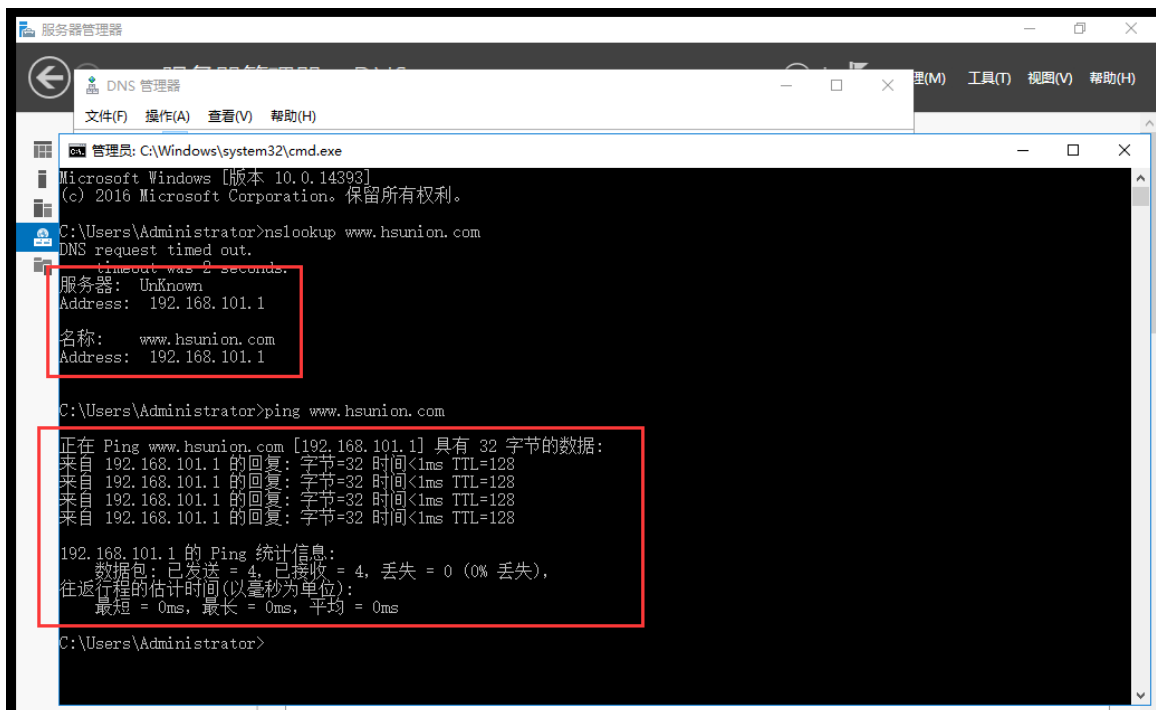 服务器管理器
理(M) 工具(T) 视图(V) 帮助(H)
DNS 管理器
文件(F) 操作(A) 查看(V) 帮助(H)
管理员: C:\Windows\system32\cmd.exe
Microsoft Windows [版本 10.0.14393]
(c) 2016 Microsoft Corporation。保留所有权利。
C:\Users\Administrator>nslookup www.hsunion.com
DNS request timed out.
timeout was 2 seconds.
服务器: UnKnown
Address: 192.168.101.1
名称: www.hsunion.com
Address: 192.168.101.1
C:\Users\Administrator>ping www.hsunion.com
正在 Ping www.hsunion.com [192.168.101.1] 具有 32 字节的数据:
来自 192.168.101.1 的回复: 字节=32 时间<1ms TTL=128
来自 192.168.101.1 的回复: 字节=32 时间<1ms TTL=128
来自 192.168.101.1 的回复: 字节=32 时间<1ms TTL=128
来自 192.168.101.1 的回复: 字节=32 时间<1ms TTL=128
192.168.101.1 的 Ping 统计信息:
数据包: 已发送 = 4, 已接收 = 4, 丢失 = 0 (0% 丢失),
往返行程的估计时间(以毫秒为单位):
最短 = 0ms, 最长 = 0ms, 平均 = 0ms
C:\Users\Administrator>